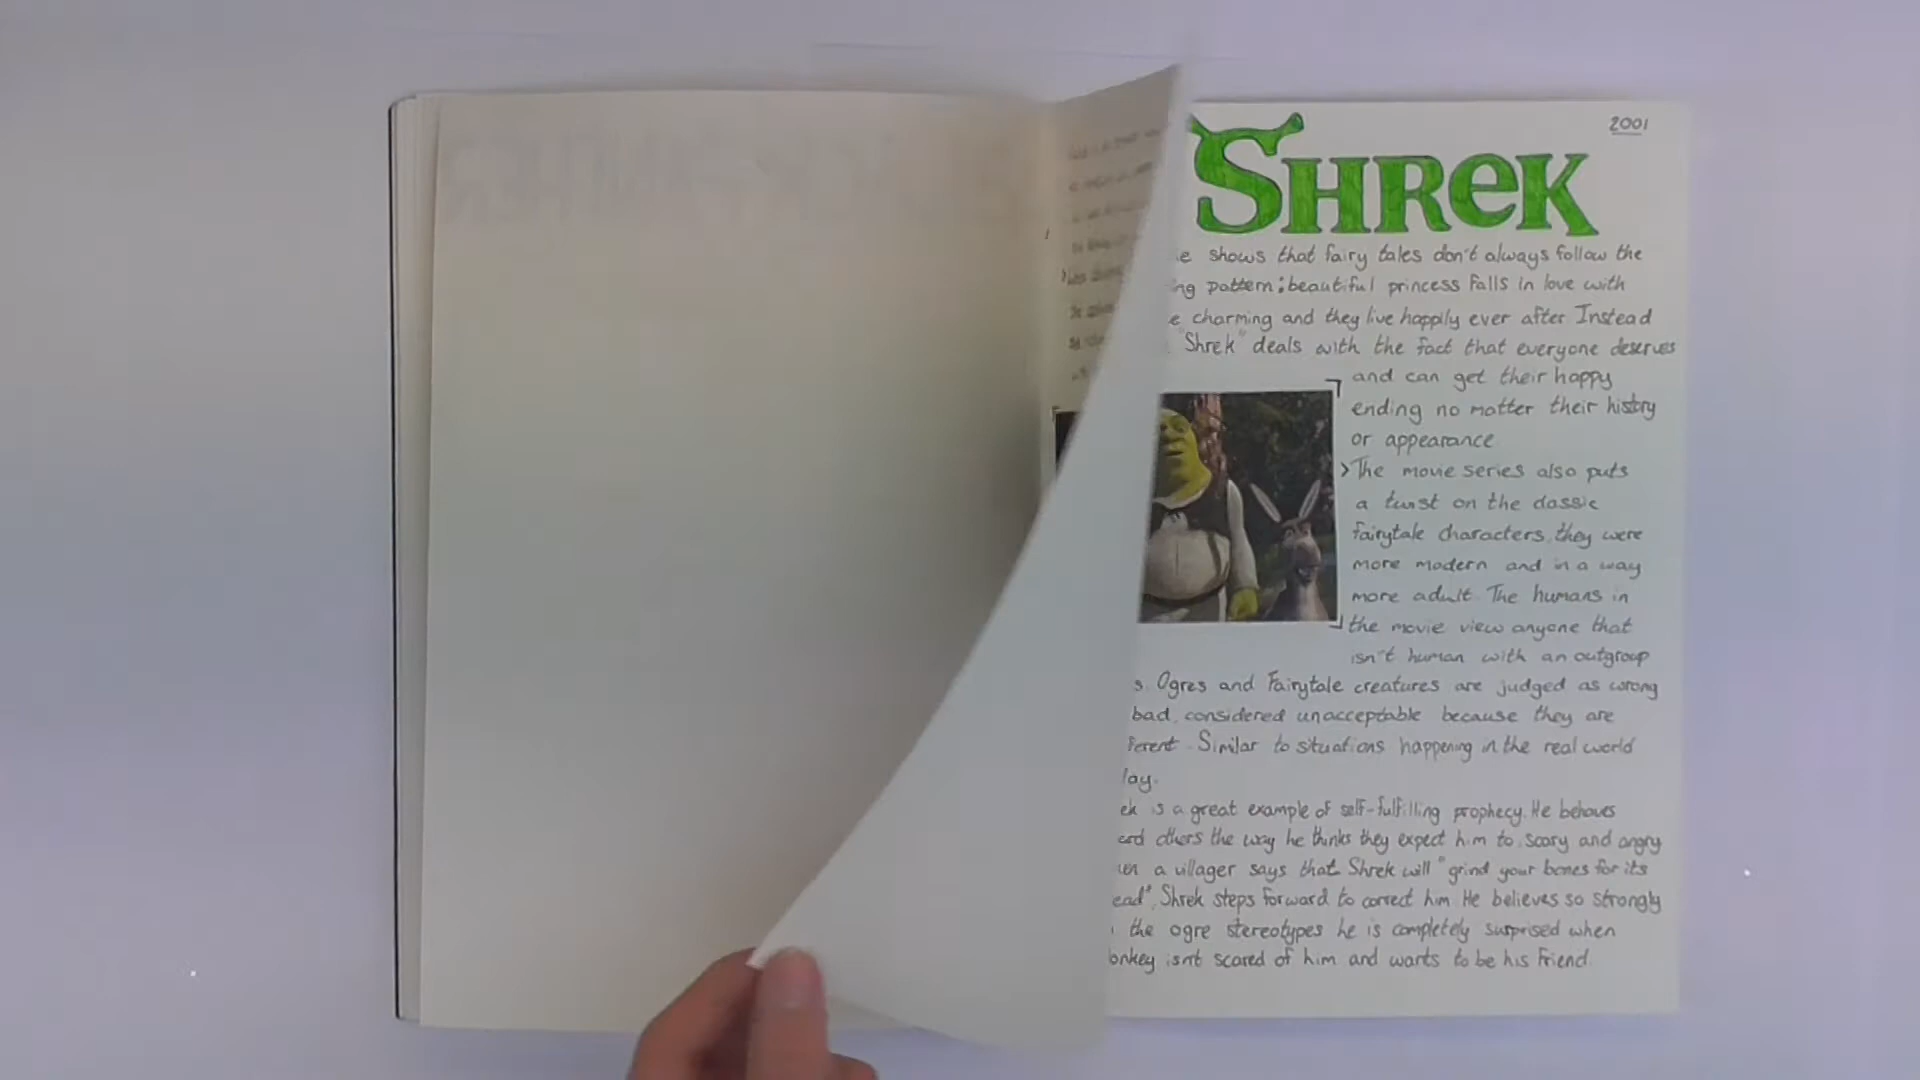 SHREK
2001
e shows that fairy tales don't always follow the
ing pattern: beautiful princess falls in love with
e charming and they live happily ever after Instead
"Shrek" deals with the fact that everyone deserves
and can get their happy
ending no matter their history
or appearance
>The movie series also puts
a twist on the classic
fairytale characters, they were
more modern and in a way
more adult. The humans in
the movie view anyone that
isn't human with an outgroup
s. Ogres and Fairytale creatures are judged as wrong
bad, considered unacceptable because they are
ferent. Similar to situations happening in the real world
lay.
ek is a great example of self-fulfilling prophecy. He behaves
ard others the way he thinks they expect him to, scary and angry
en a villager says that Shrek will "grind your bones for its
ead", Shrek steps forward to correct him. He believes so strongly
the ogre stereotypes he is completely surprised when
onkey isn't scared of him and wants to be his friend.